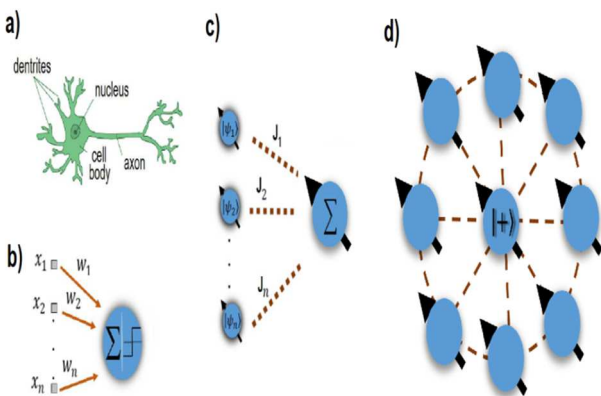 a)
dentrites
nucleus
cell
body
axon
b)
x₁
w₁
x₂
w₂
.
.
xₙ
wₙ
Σ
c)
|ψ₁⟩
J₁
|ψ₂⟩
J₂
.
.
|ψₙ⟩
Jₙ
Σ
d)
|+⟩